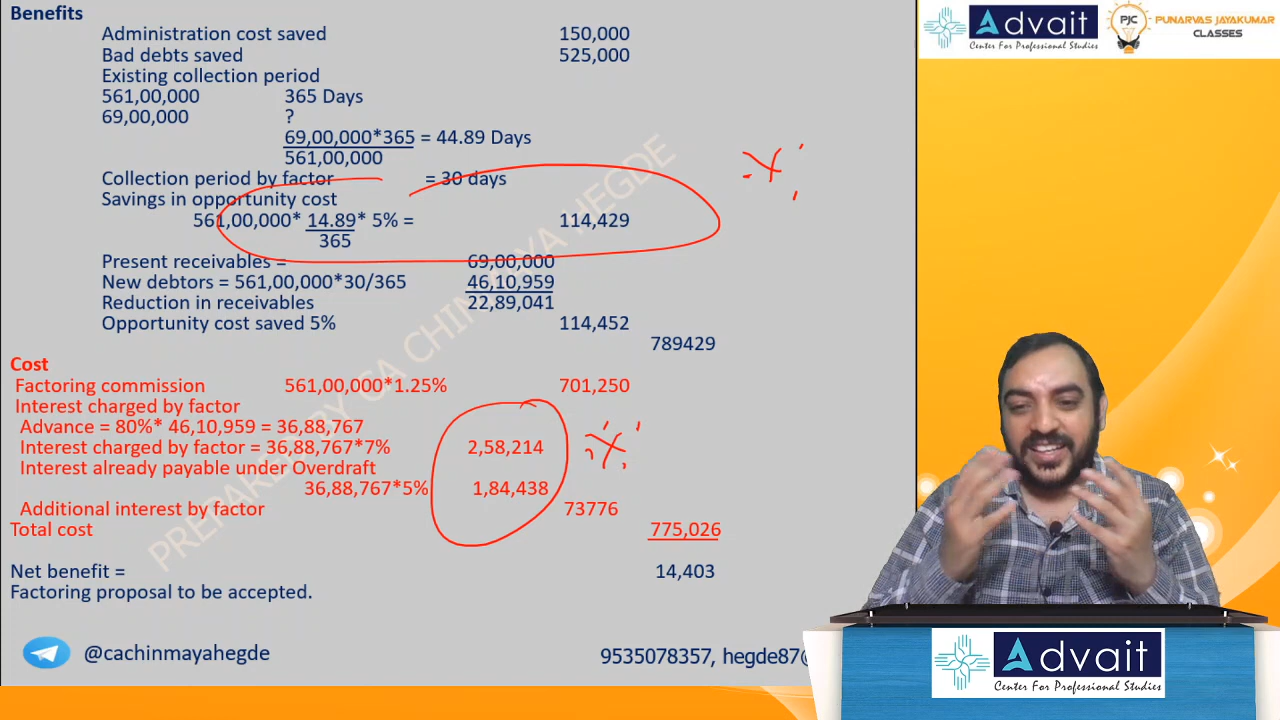 Benefits
Administration cost saved 150,000
Bad debts saved 525,000
Existing collection period
561,00,000 365 Days
69,00,000 ?
69,00,000*365 = 44.89 Days
561,00,000
Collection period by factor = 30 days
Savings in opportunity cost
561,00,000* 14.89* 5% = 114,429
365
Present receivables = 69,00,000
New debtors = 561,00,000*30/365 46,10,959
Reduction in receivables 22,89,041
Opportunity cost saved 5% 114,452
789429
Cost
Factoring commission 561,00,000*1.25% 701,250
Interest charged by factor
Advance = 80%* 46,10,959 = 36,88,767
Interest charged by factor = 36,88,767*7% 2,58,214
Interest already payable under Overdraft
36,88,767*5% 1,84,438
Additional interest by factor 73776
Total cost 775,026
Net benefit = 14,403
Factoring proposal to be accepted.
@cachinmayahegde
9535078357, hegde87@
PREPARED BY CA CHINMAYA HEGDE
Advait
Center For Professional Studies
PJC
PUNARVAS JAYAKUMAR
CLASSES
Advait
Center For Professional Studies